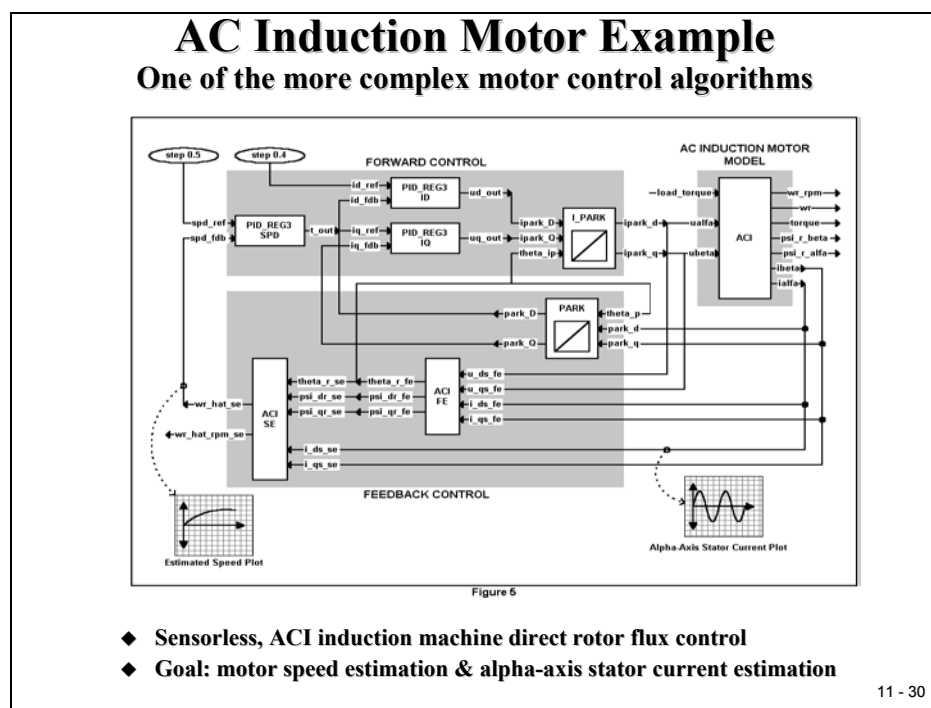 AC Induction Motor Example
One of the more complex motor control algorithms
step 0.5
step 0.4
FORWARD CONTROL
AC INDUCTION MOTOR
MODEL
spd_ref
spd_fdb
PID_REG3
SPD
t_out
id_ref
id_fdb
PID_REG3
ID
ud_out
iq_ref
iq_fdb
PID_REG3
IQ
uq_out
ipark_D
ipark_Q
theta_ip
I_PARK
ipark_d
ipark_q
load_torque
ualfa
ubeta
ACI
wr_rpm
wr
torque
psi_r_beta
psi_r_alfa
ibeta
ialfa
park_D
park_Q
PARK
theta_p
park_d
park_q
wr_hat_se
wr_hat_rpm_se
ACI
SE
theta_r_se
psi_dr_se
psi_qr_se
theta_r_fe
psi_dr_fe
psi_qr_fe
ACI
FE
u_ds_fe
u_qs_fe
i_ds_fe
i_qs_fe
i_ds_se
i_qs_se
FEEDBACK CONTROL
Estimated Speed Plot
Alpha-Axis Stator Current Plot
Figure 5
◆ Sensorless, ACI induction machine direct rotor flux control
◆ Goal: motor speed estimation & alpha-axis stator current estimation
11 - 30